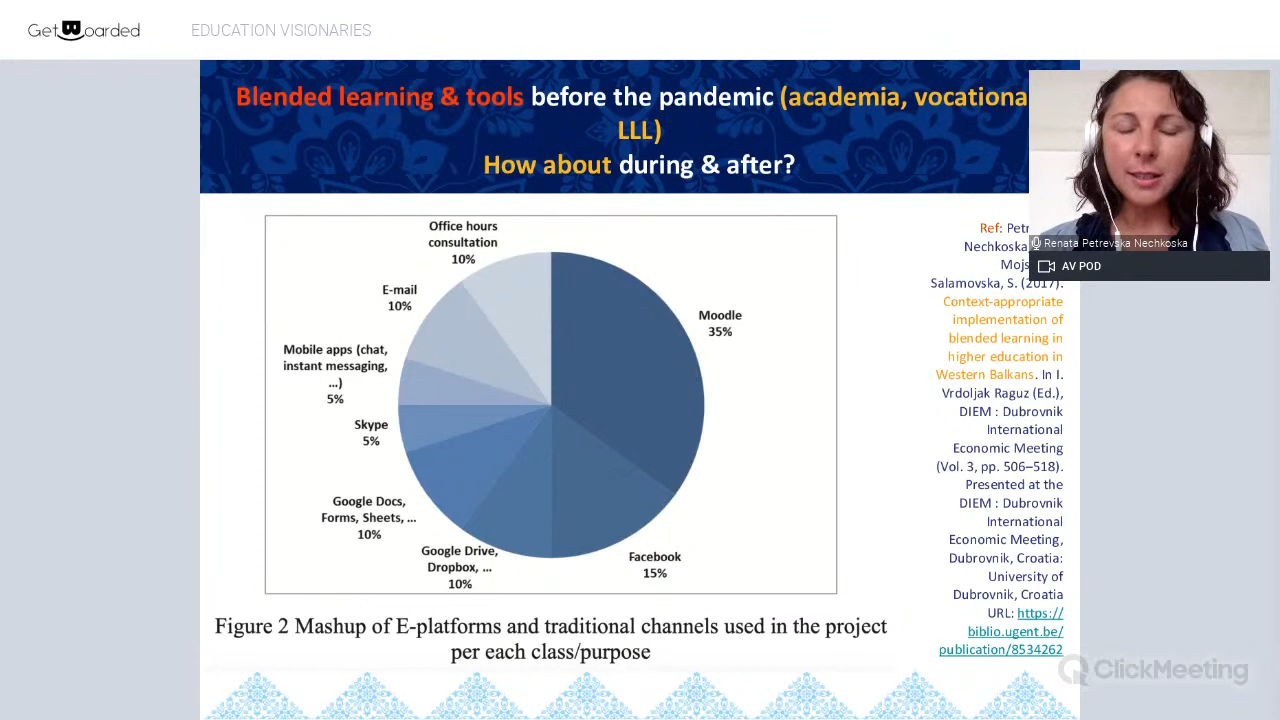 GetBoarded
EDUCATION VISIONARIES
Blended learning & tools before the pandemic (academia, vocationa
LLL)
How about during & after?
Office hours
consultation
10%
E-mail
10%
Mobile apps (chat,
instant messaging,
...)
5%
Skype
5%
Google Docs,
Forms, Sheets, ...
10%
Google Drive,
Dropbox, ...
10%
Facebook
15%
Moodle
35%
Figure 2 Mashup of E-platforms and traditional channels used in the project
per each class/purpose
Renata Petrevska Nechkoska
AV POD
Ref: Petr
Nechkoska
Mojs
Salamovska, S. (2017).
Context-appropriate
implementation of
blended learning in
higher education in
Western Balkans. In I.
Vrdoljak Raguz (Ed.),
DIEM : Dubrovnik
International
Economic Meeting
(Vol. 3, pp. 506–518).
Presented at the
DIEM : Dubrovnik
International
Economic Meeting,
Dubrovnik, Croatia:
University of
Dubrovnik, Croatia
URL: https://
biblio.ugent.be/
publication/8534262
ClickMeeting